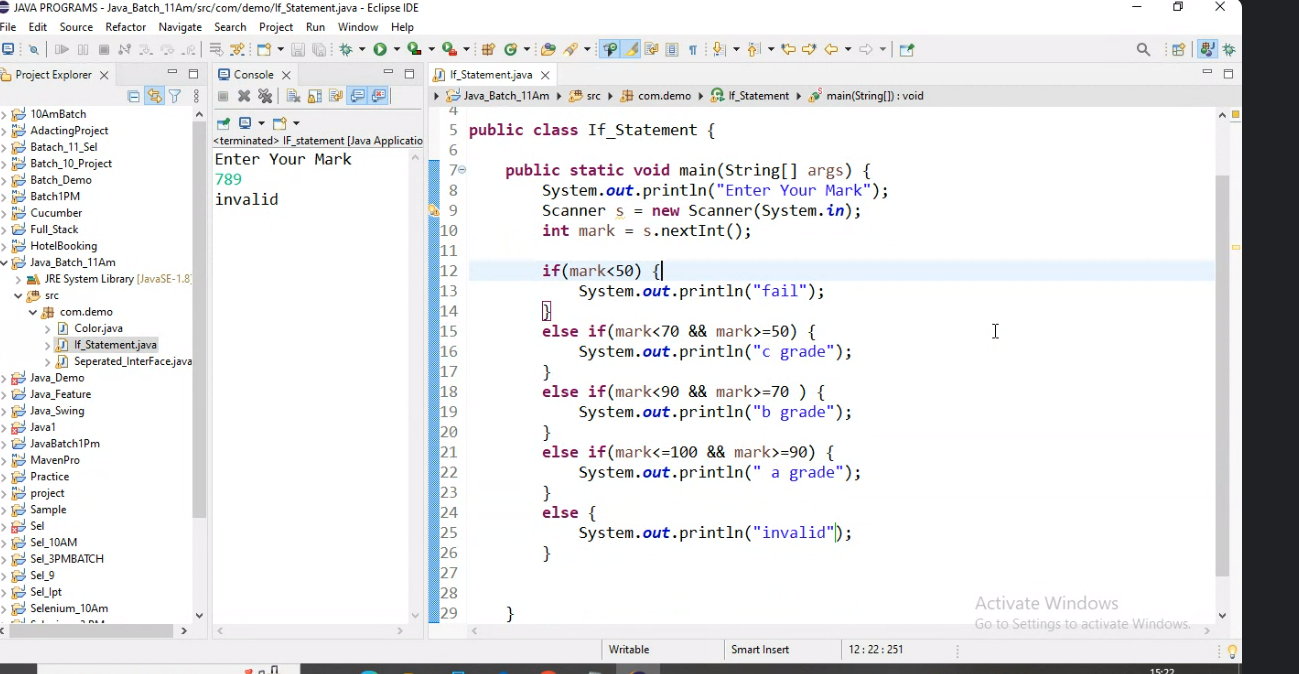 JAVA PROGRAMS - Java_Batch_11Am/src/com/demo/If_Statement.java - Eclipse IDE
File Edit Source Refactor Navigate Search Project Run Window Help
Project Explorer
10AmBatch
AdactingProject
Batach_11_Sel
Batch_10_Project
Batch_Demo
Batch1PM
Cucumber
Full_Stack
HotelBooking
Java_Batch_11Am
JRE System Library [JavaSE-1.8]
src
com.demo
Color.java
If_Statement.java
Seperated_InterFace.java
Java_Demo
Java_Feature
Java_Swing
Java1
JavaBatch1Pm
MavenPro
Practice
project
Sample
Sel
Sel_10AM
Sel_3PMBATCH
Sel_9
Sel_Ipt
Selenium_10Am
Console
<terminated> IF_statement [Java Applicatio
Enter Your Mark
789
invalid
If_Statement.java
Java_Batch_11Am src com.demo If_Statement main(String[]) : void
4
5 public class If_Statement {
6
7 public static void main(String[] args) {
8 System.out.println("Enter Your Mark");
9 Scanner s = new Scanner(System.in);
10 int mark = s.nextInt();
11
12 if(mark<50) {
13 System.out.println("fail");
14 }
15 else if(mark<70 && mark>=50) {
16 System.out.println("c grade");
17 }
18 else if(mark<90 && mark>=70 ) {
19 System.out.println("b grade");
20 }
21 else if(mark<=100 && mark>=90) {
22 System.out.println(" a grade");
23 }
24 else {
25 System.out.println("invalid");
26 }
27
28
29 }
Activate Windows
Go to Settings to activate Windows.
Writable Smart Insert 12 : 22 : 251
15:22